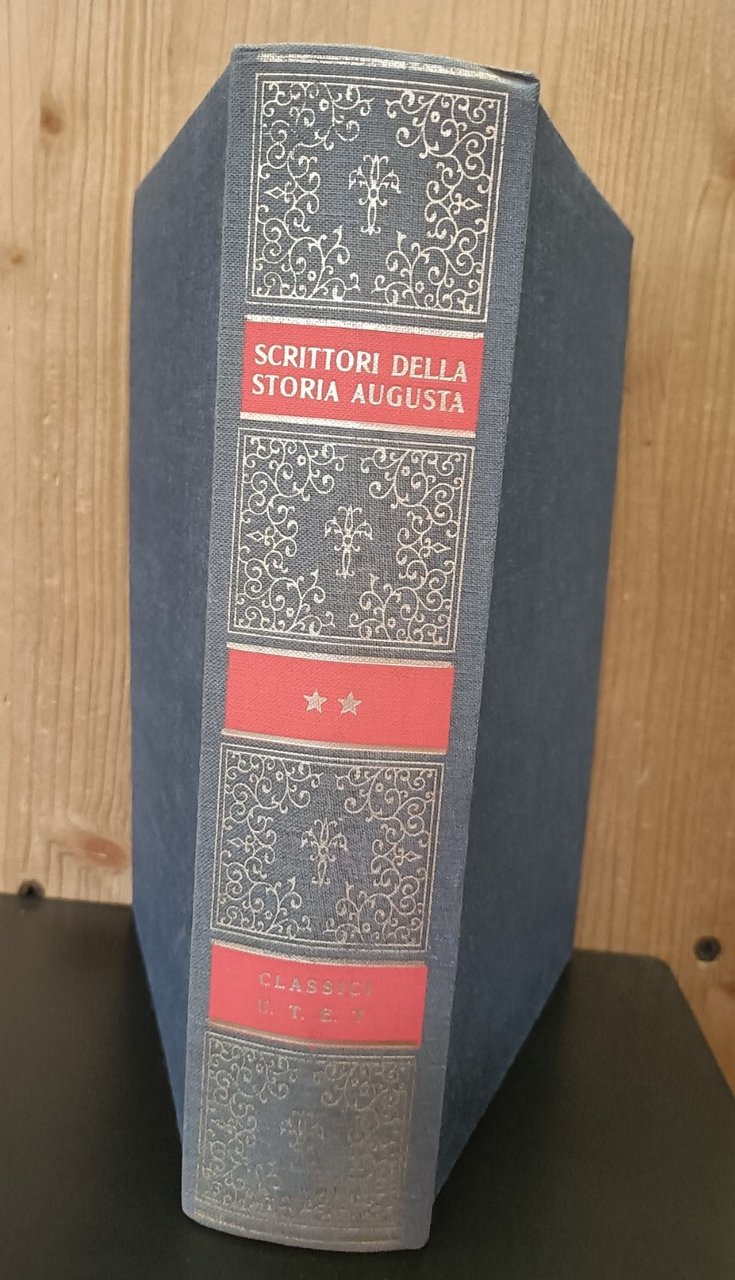 SCRITTORI DELLA
STORIA AUGUSTA
★★
CLASSICI
U. T. E. T